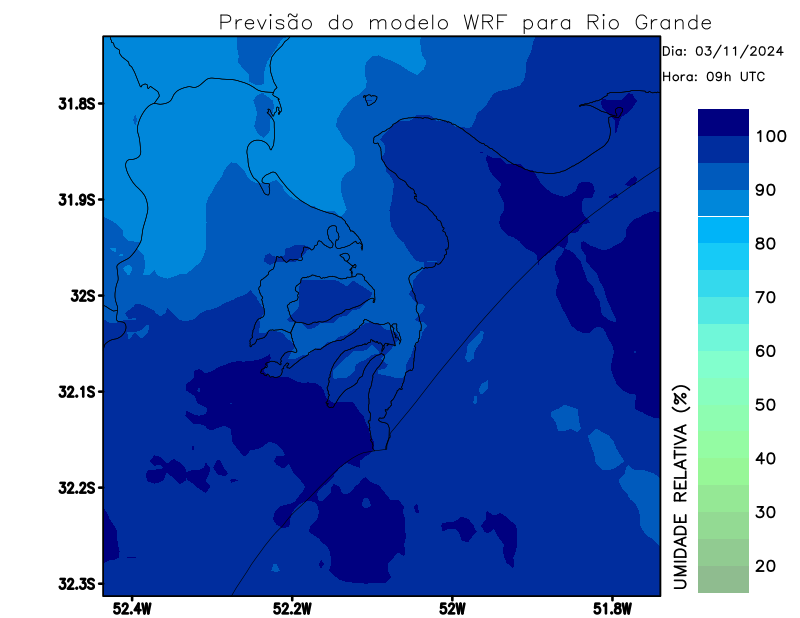 Previsão do modelo WRF para Rio Grande
Dia: 03/11/2024
Hora: 09h UTC
31.8S
31.9S
32S
32.1S
32.2S
32.3S
52.4W
52.2W
52W
51.8W
100
90
80
70
60
50
40
30
20
UMIDADE RELATIVA (%)